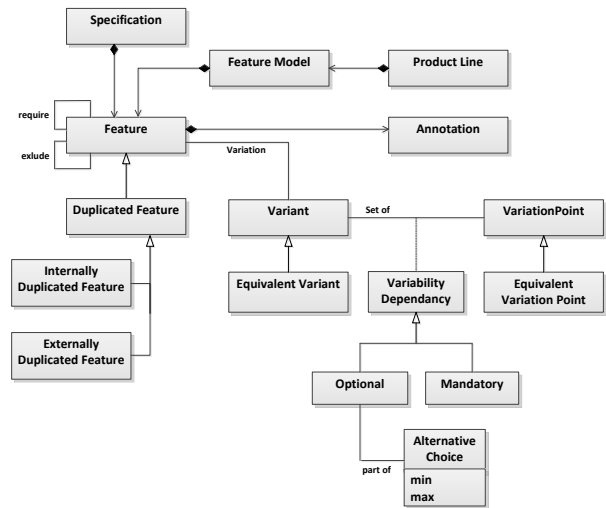 Specification
Feature Model
Product Line
require
Feature
Annotation
exlude
Variation
Duplicated Feature
Variant
Set of
VariationPoint
Internally
Duplicated Feature
Equivalent Variant
Variability
Dependancy
Equivalent
Variation Point
Externally
Duplicated Feature
Optional
Mandatory
Alternative
Choice
part of
min
max